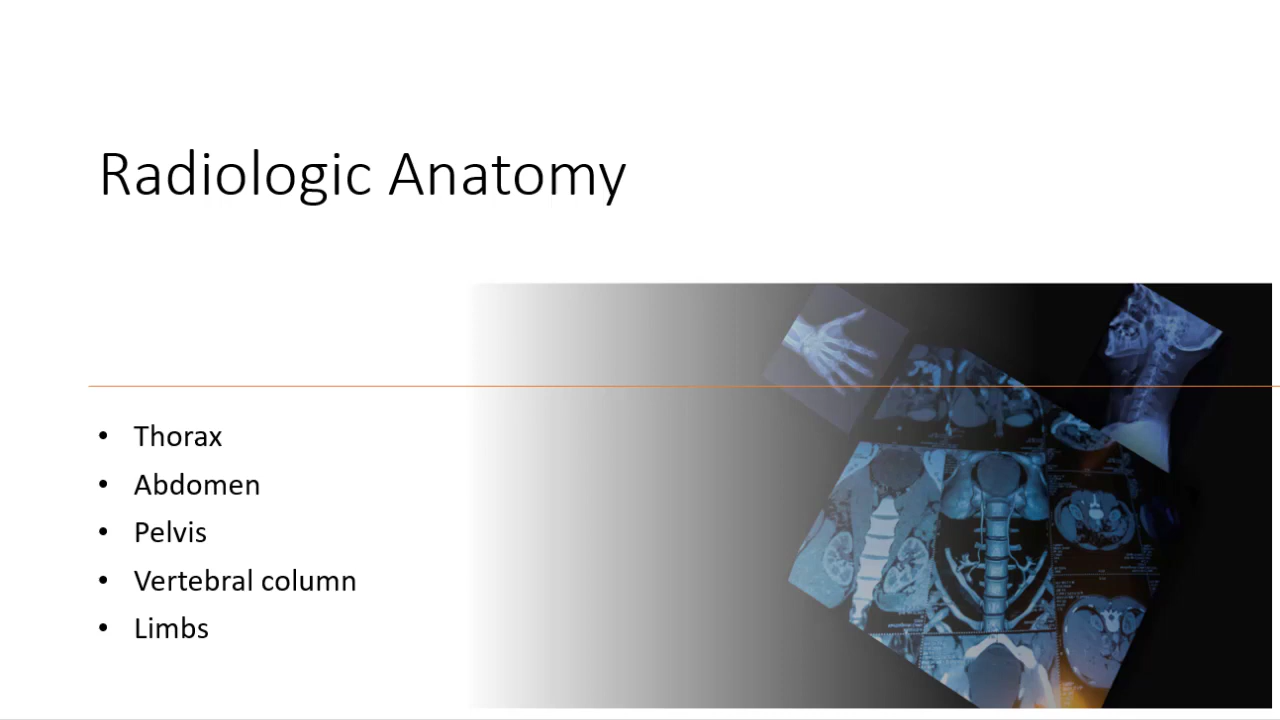 Radiologic Anatomy
• Thorax
• Abdomen
• Pelvis
• Vertebral column
• Limbs